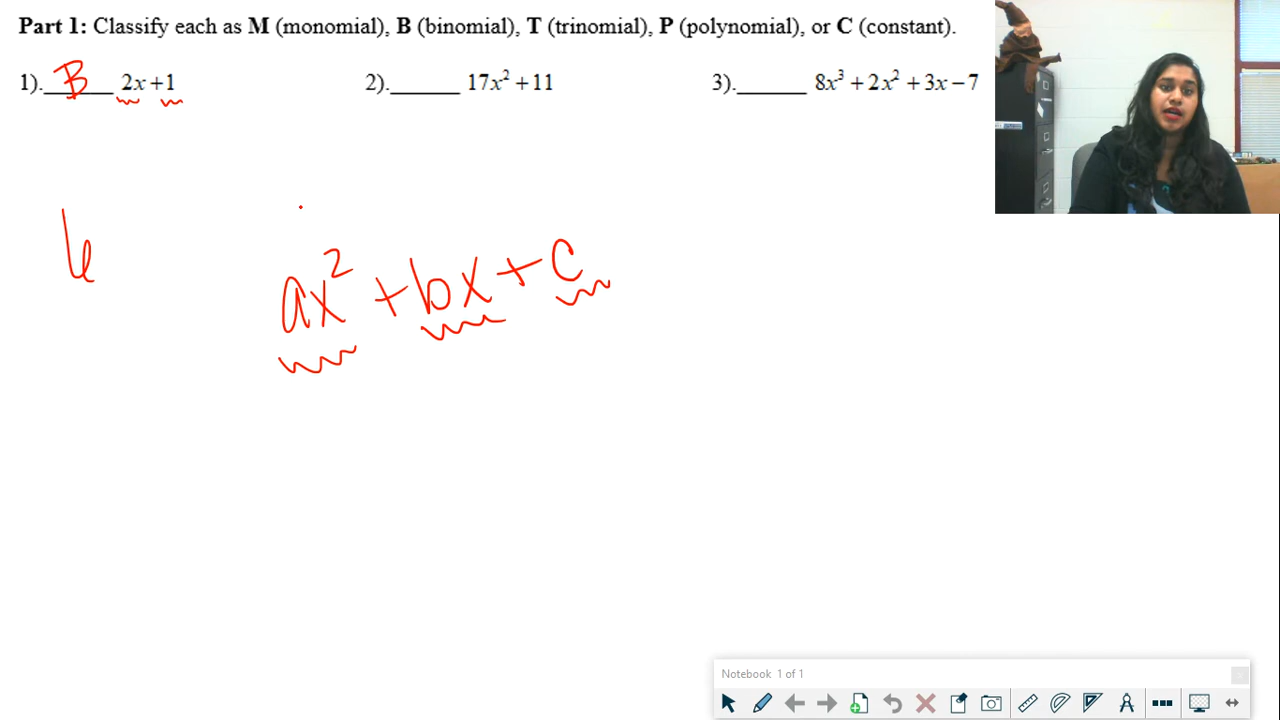 Part 1: Classify each as M (monomial), B (binomial), T (trinomial), P (polynomial), or C (constant).
1). B 2x + 1 2). ______ 17x² + 11 3). ______ 8x³ + 2x² + 3x − 7
ax² + bx + c
Notebook 1 of 1